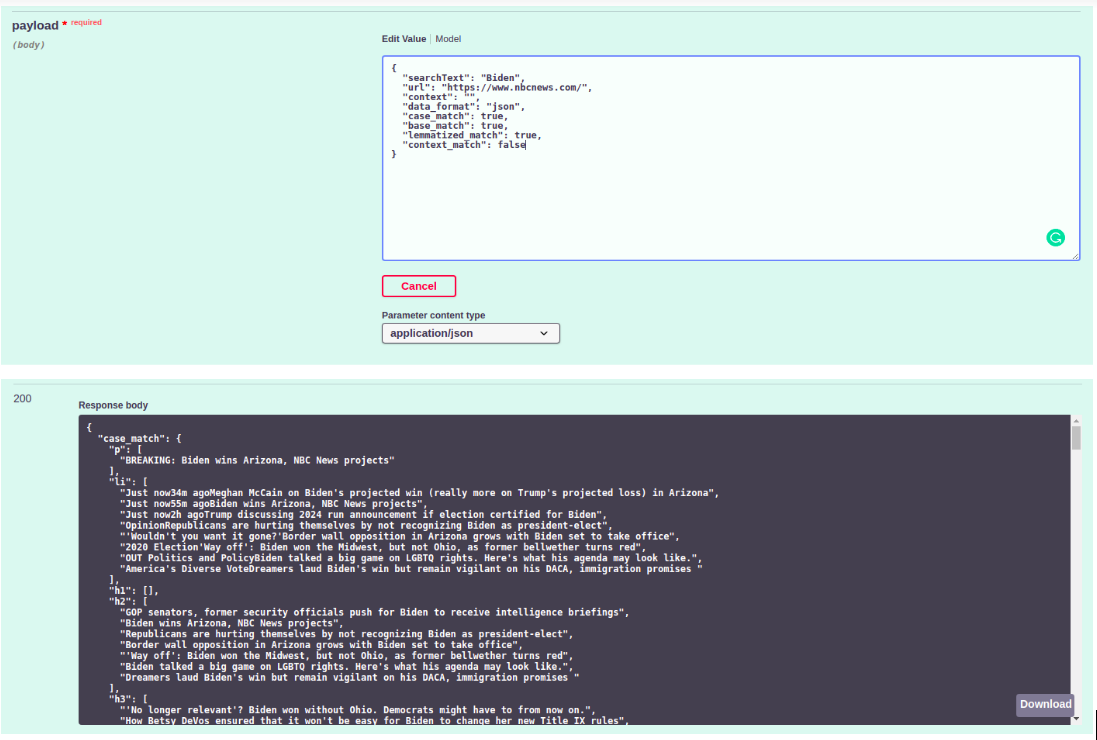 payload * required
(body)
Edit Value | Model
{
  "searchText": "Biden",
  "url": "https://www.nbcnews.com/",
  "context": "",
  "data_format": "json",
  "case_match": true,
  "base_match": true,
  "lemmatized_match": true,
  "context_match": false
}
Cancel
Parameter content type
application/json
200
Response body
{
  "case_match": {
    "p": [
      "BREAKING: Biden wins Arizona, NBC News projects"
    ],
    "li": [
      "Just now34m agoMeghan McCain on Biden's projected win (really more on Trump's projected loss) in Arizona",
      "Just now55m agoBiden wins Arizona, NBC News projects",
      "Just now2h agoTrump discussing 2024 run announcement if election certified for Biden",
      "OpinionRepublicans are hurting themselves by not recognizing Biden as president-elect",
      "'Wouldn't you want it gone?'Border wall opposition in Arizona grows with Biden set to take office",
      "2020 Election'Way off': Biden won the Midwest, but not Ohio, as former bellwether turns red",
      "OUT Politics and PolicyBiden talked a big game on LGBTQ rights. Here's what his agenda may look like.",
      "America's Diverse VoteDreamers laud Biden's win but remain vigilant on his DACA, immigration promises "
    ],
    "h1": [],
    "h2": [
      "GOP senators, former security officials push for Biden to receive intelligence briefings",
      "Biden wins Arizona, NBC News projects",
      "Republicans are hurting themselves by not recognizing Biden as president-elect",
      "Border wall opposition in Arizona grows with Biden set to take office",
      "'Way off': Biden won the Midwest, but not Ohio, as former bellwether turns red",
      "Biden talked a big game on LGBTQ rights. Here's what his agenda may look like.",
      "Dreamers laud Biden's win but remain vigilant on his DACA, immigration promises "
    ],
    "h3": [
      "'No longer relevant'? Biden won without Ohio. Democrats might have to from now on.",
      "How Betsy DeVos ensured that it won't be easy for Biden to change her new Title IX rules",
Download